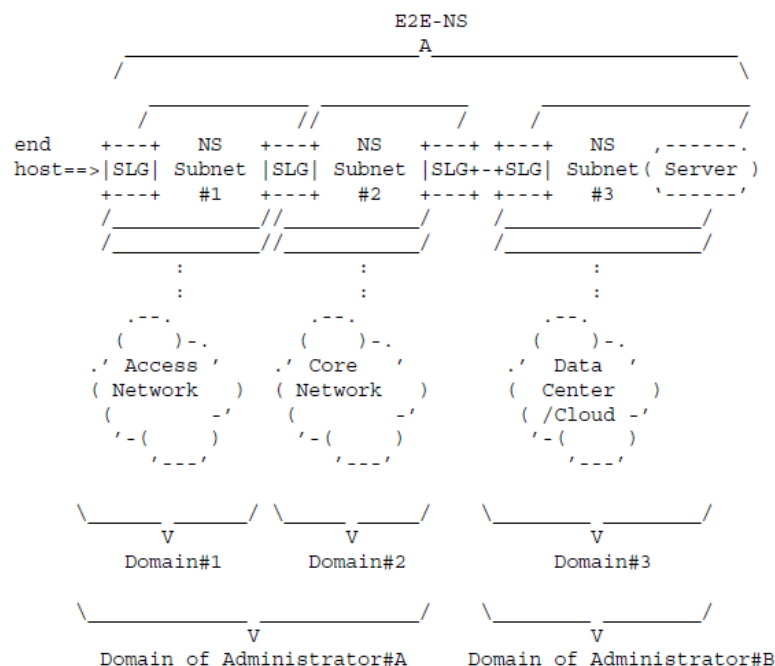 E2E-NS
A
end +---+ NS +---+ NS +---+ +---+ NS ,------.
host==>|SLG| Subnet |SLG| Subnet |SLG+-+SLG| Subnet( Server )
+---+ #1 +---+ #2 +---+ +---+ #3 '------'
: : :
: : :
.--. .--. .--.
( )-. ( )-. ( )-.
.' Access ' .' Core ' .' Data '
( Network ) ( Network ) ( Center )
( -' ( -' ( /Cloud -'
'-( ) '-( ) '-( )
'---' '---' '---'
V V V
Domain#1 Domain#2 Domain#3
V V
Domain of Administrator#A Domain of Administrator#B